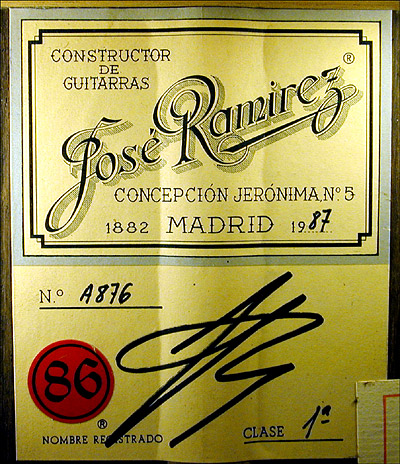 CONSTRUCTOR
DE
GUITARRAS
®
José Ramirez
CONCEPCIÓN JERÓNIMA, Nº 5
1882 MADRID 1987
N.º A876
86
®
NOMBRE REGISTRADO
CLASE 1ª